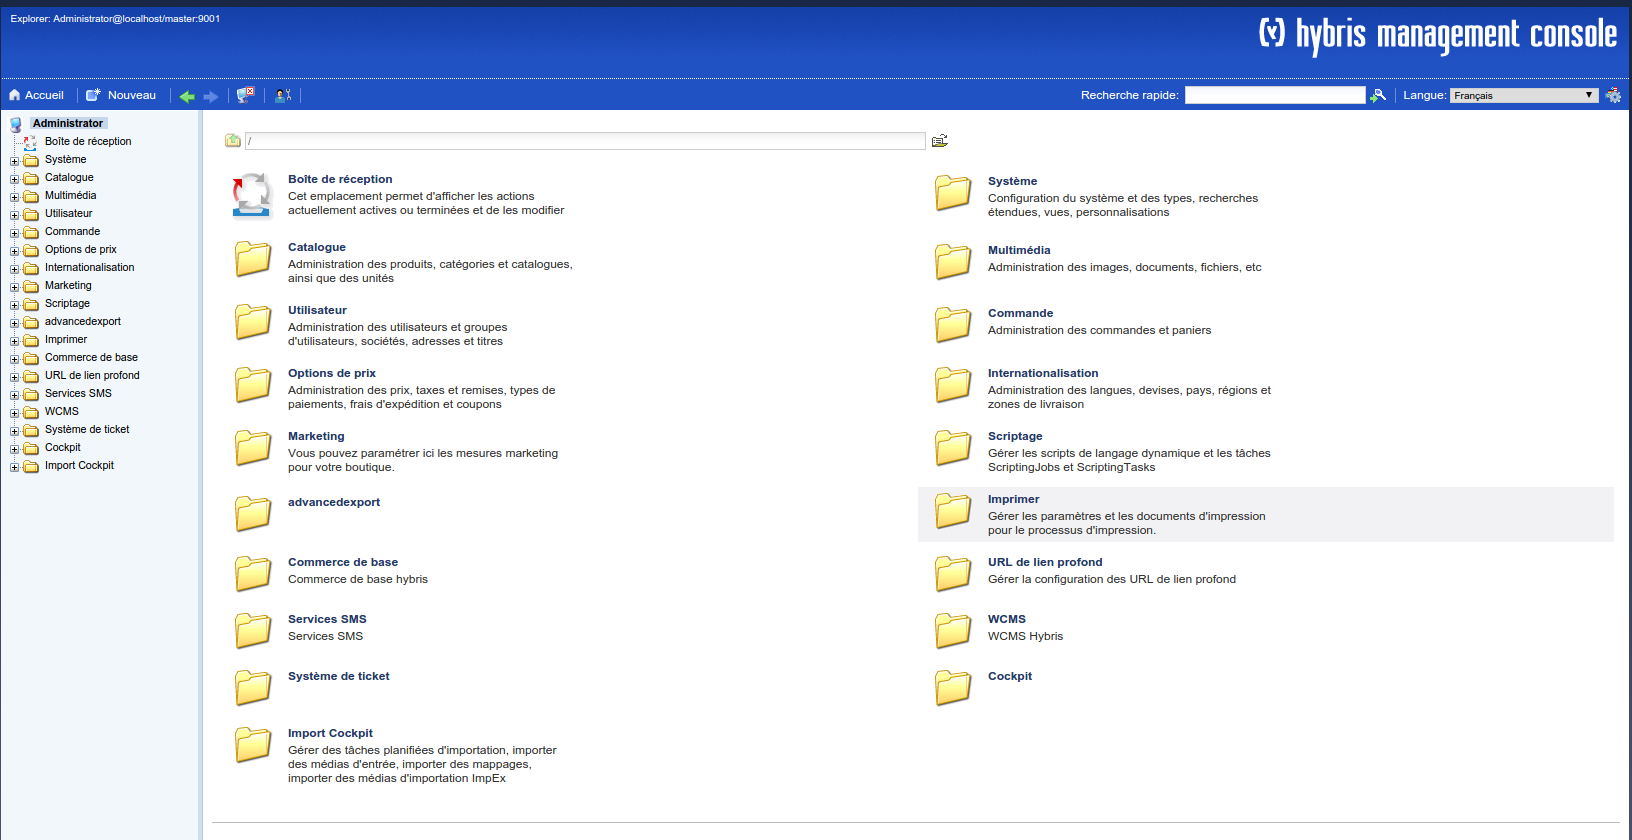 Explorer: Administrator@localhost/master:9001
(y) hybris management console
Accueil
Nouveau
Recherche rapide:
Langue:
Français
Administrator
Boîte de réception
Système
Catalogue
Multimédia
Utilisateur
Commande
Options de prix
Internationalisation
Marketing
Scriptage
advancedexport
Imprimer
Commerce de base
URL de lien profond
Services SMS
WCMS
Système de ticket
Cockpit
Import Cockpit
/
Boîte de réception
Cet emplacement permet d'afficher les actions
actuellement actives ou terminées et de les modifier
Système
Configuration du système et des types, recherches
étendues, vues, personnalisations
Catalogue
Administration des produits, catégories et catalogues,
ainsi que des unités
Multimédia
Administration des images, documents, fichiers, etc
Utilisateur
Administration des utilisateurs et groupes
d'utilisateurs, sociétés, adresses et titres
Commande
Administration des commandes et paniers
Options de prix
Administration des prix, taxes et remises, types de
paiements, frais d'expédition et coupons
Internationalisation
Administration des langues, devises, pays, régions et
zones de livraison
Marketing
Vous pouvez paramétrer ici les mesures marketing
pour votre boutique.
Scriptage
Gérer les scripts de langage dynamique et les tâches
ScriptingJobs et ScriptingTasks
advancedexport
Imprimer
Gérer les paramètres et les documents d'impression
pour le processus d'impression.
Commerce de base
Commerce de base hybris
URL de lien profond
Gérer la configuration des URL de lien profond
Services SMS
Services SMS
WCMS
WCMS Hybris
Système de ticket
Cockpit
Import Cockpit
Gérer des tâches planifiées d'importation, importer
des médias d'entrée, importer des mappages,
importer des médias d'importation ImpEx